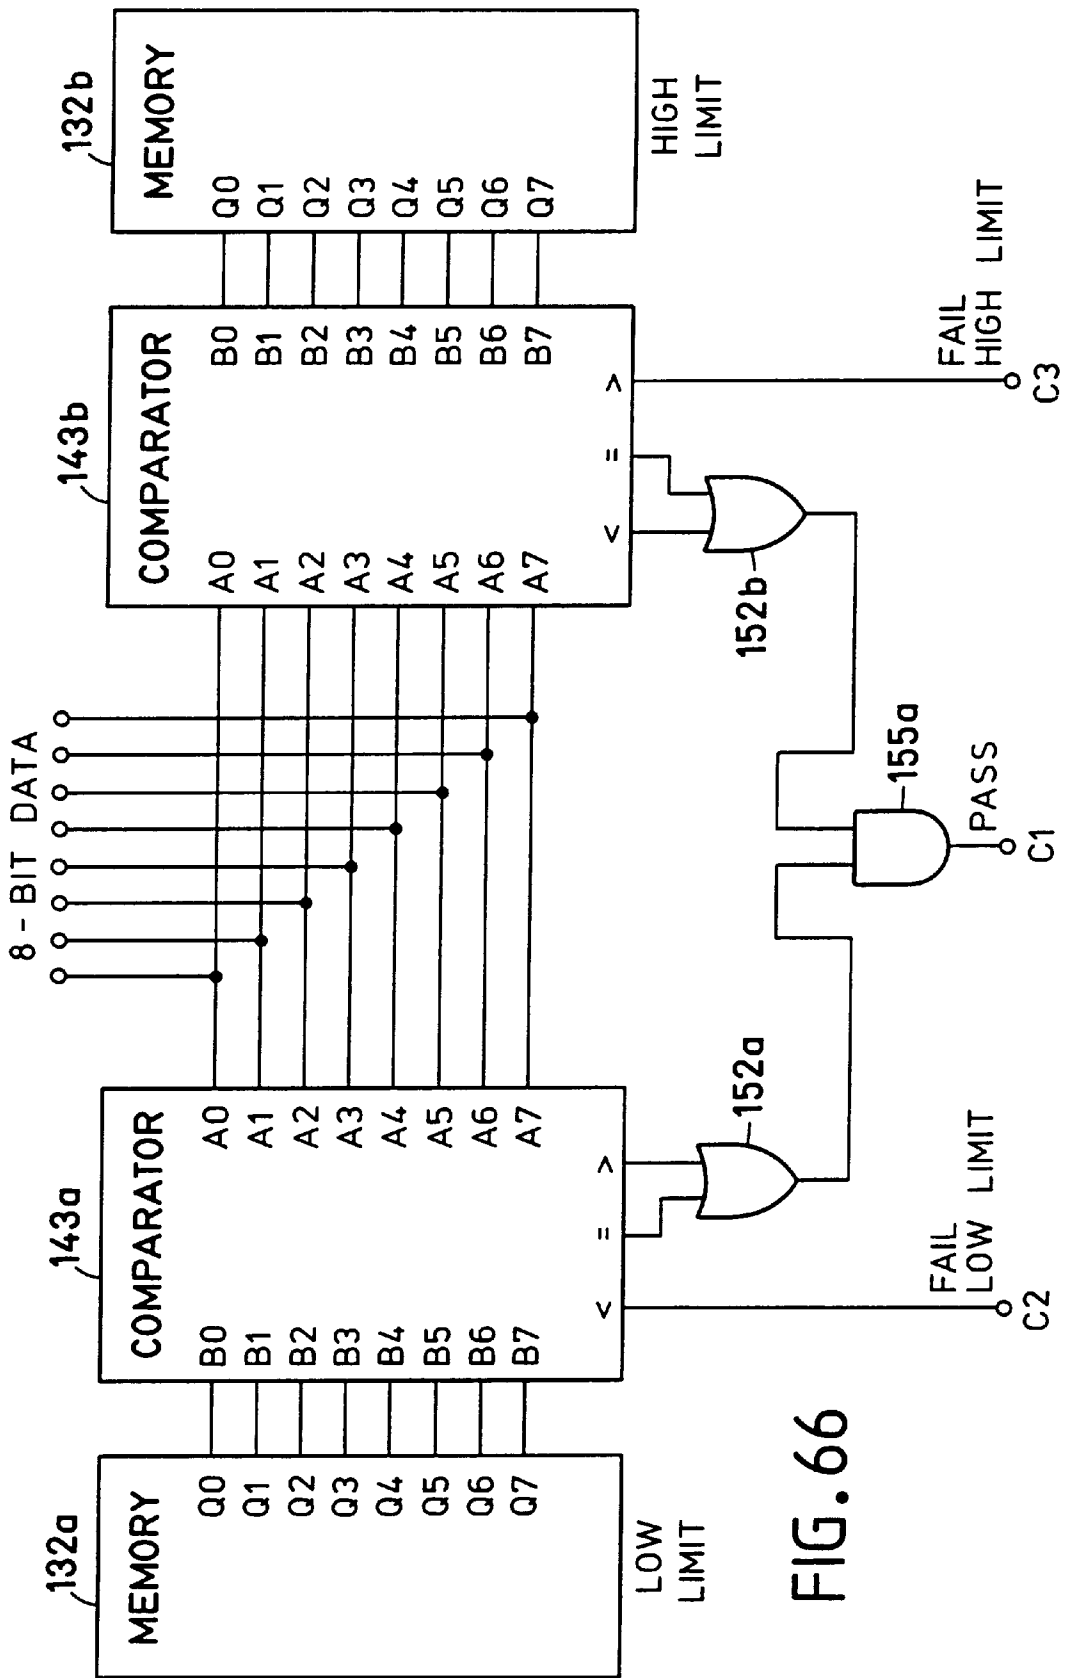 8-BIT DATA
132a
143a
143b
132b
MEMORY
COMPARATOR
COMPARATOR
MEMORY
Q0 B0 A0 A0 B0 Q0
Q1 B1 A1 A1 B1 Q1
Q2 B2 A2 A2 B2 Q2
Q3 B3 A3 A3 B3 Q3
Q4 B4 A4 A4 B4 Q4
Q5 B5 A5 A5 B5 Q5
Q6 B6 A6 A6 B6 Q6
Q7 B7 A7 A7 B7 Q7
< = >
< = >
LOW
LIMIT
HIGH
LIMIT
152a
152b
155a
FAIL
LOW LIMIT
C2
PASS
C1
FAIL
HIGH LIMIT
C3
FIG.66